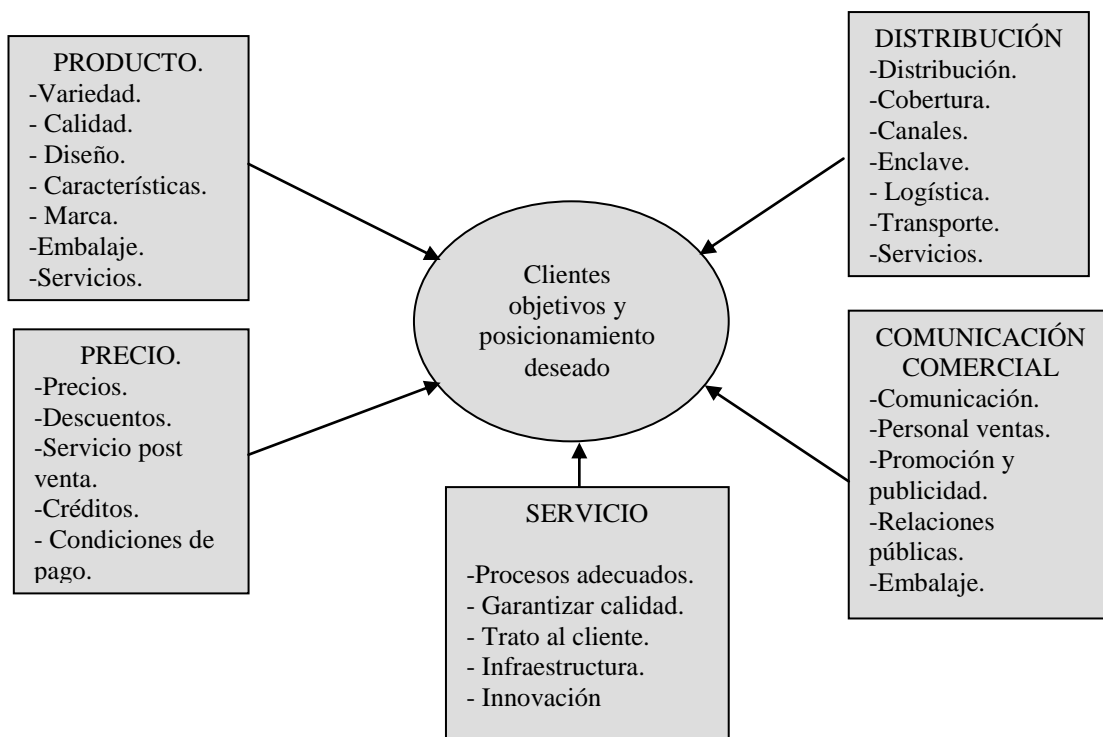 PRODUCTO.
-Variedad.
- Calidad.
- Diseño.
- Características.
- Marca.
-Embalaje.
-Servicios.
PRECIO.
-Precios.
-Descuentos.
-Servicio post
venta.
-Créditos.
- Condiciones de
pago.
Clientes
objetivos y
posicionamiento
deseado
SERVICIO
-Procesos adecuados.
- Garantizar calidad.
- Trato al cliente.
- Infraestructura.
- Innovación
DISTRIBUCIÓN
-Distribución.
-Cobertura.
-Canales.
-Enclave.
- Logística.
-Transporte.
-Servicios.
COMUNICACIÓN
COMERCIAL
-Comunicación.
-Personal ventas.
-Promoción y
publicidad.
-Relaciones
públicas.
-Embalaje.